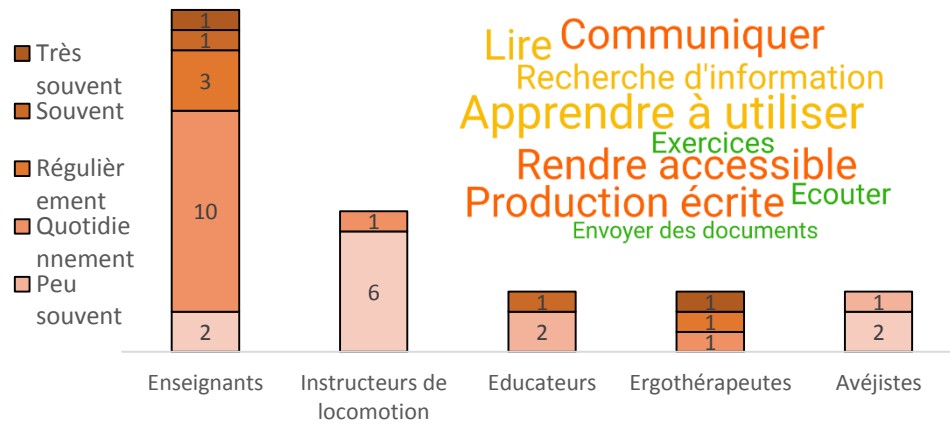 Très
souvent
Souvent
Régulièr
ement
Quotidie
nnement
Peu
souvent
1
1
3
10
2
1
6
1
2
1
1
1
1
2
Enseignants
Instructeurs de
locomotion
Educateurs
Ergothérapeutes
Avéjistes
Lire Communiquer
Recherche d'information
Apprendre à utiliser
Exercices
Rendre accessible
Production écrite Ecouter
Envoyer des documents